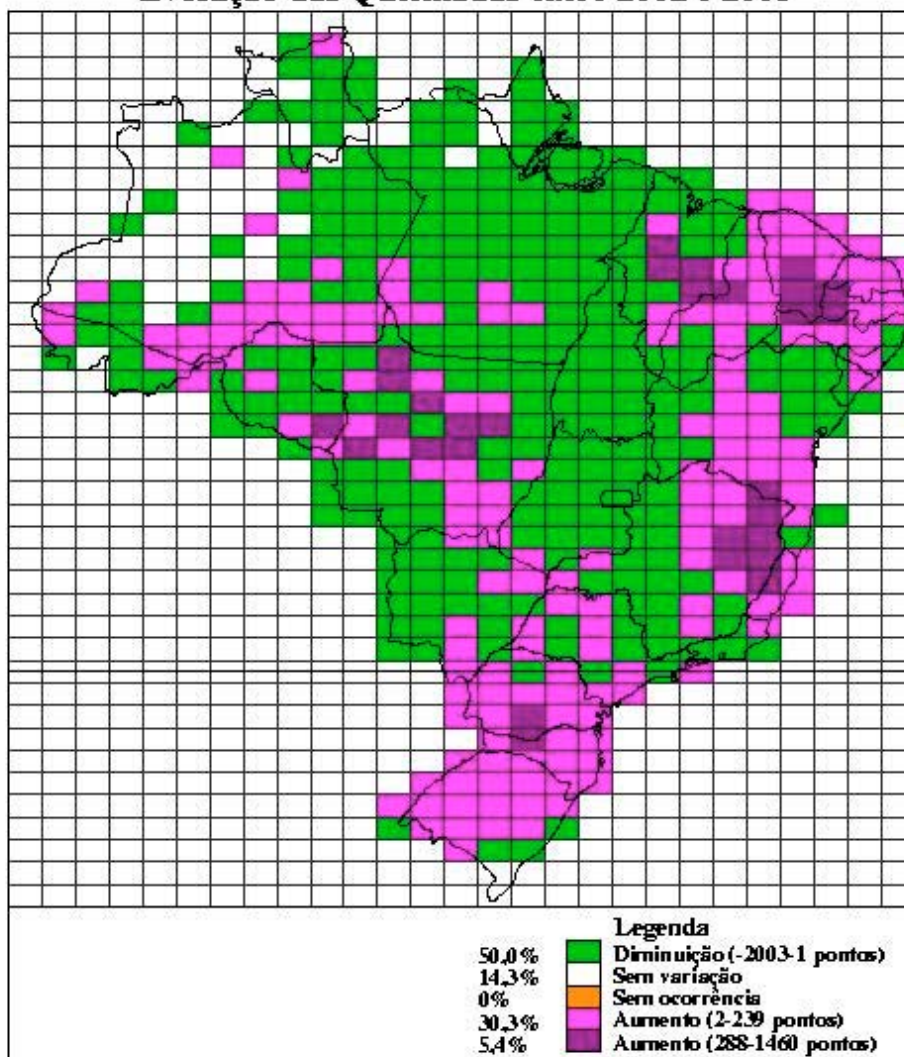 Legenda
50,0% Diminuição (-2003-1 pontos)
14,3% Sem variação
0% Sem ocorrência
30,3% Aumento (2-239 pontos)
5,4% Aumento (288-1460 pontos)